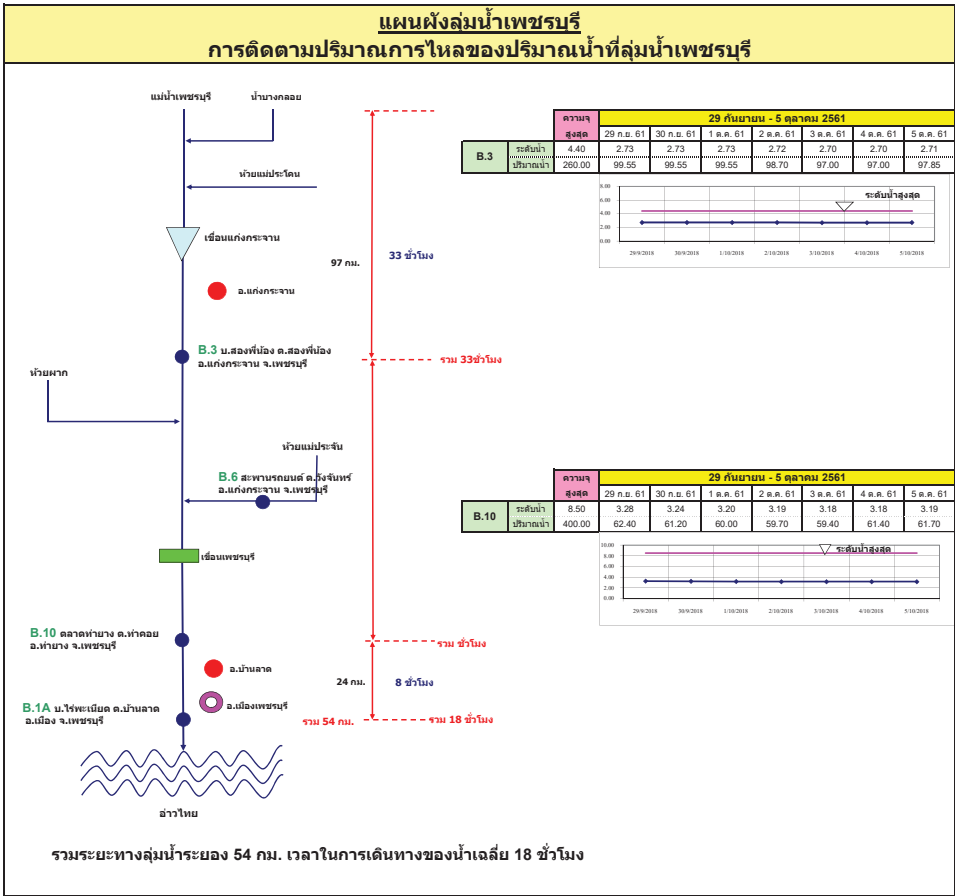 แผนผังลุ่มน้ำเพชรบุรี
การติดตามปริมาณการไหลของปริมาณน้ำที่ลุ่มน้ำเพชรบุรี
แม่น้ำเพชรบุรี
น้ำบางกลอย
ห้วยแม่ประโดน
เขื่อนแก่งกระจาน
97 กม.
33 ชั่วโมง
อ.แก่งกระจาน
B.3 บ.สองพี่น้อง ต.สองพี่น้อง
อ.แก่งกระจาน จ.เพชรบุรี
รวม 33ชั่วโมง
ห้วยผาก
ห้วยแม่ประจัน
B.6 สะพานรถยนต์ ต.วังจันทร์
อ.แก่งกระจาน จ.เพชรบุรี
เขื่อนเพชรบุรี
B.10 ตลาดท่ายาง ต.ท่าคอย
อ.ท่ายาง จ.เพชรบุรี
รวม ชั่วโมง
อ.บ้านลาด
24 กม.
8 ชั่วโมง
อ.เมืองเพชรบุรี
B.1A บ.ไร่พะเนียด ต.บ้านลาด
อ.เมือง จ.เพชรบุรี
รวม 54 กม.
รวม 18 ชั่วโมง
อ่าวไทย
รวมระยะทางลุ่มน้ำระยอง 54 กม. เวลาในการเดินทางของน้ำเฉลี่ย 18 ชั่วโมง
ความจุ 29 กันยายน - 5 ตุลาคม 2561
สูงสุด 29 ก.ย. 61 30 ก.ย. 61 1 ต.ค. 61 2 ต.ค. 61 3 ต.ค. 61 4 ต.ค. 61 5 ต.ค. 61
B.3
ระดับน้ำ 4.40 2.73 2.73 2.73 2.72 2.70 2.70 2.71
ปริมาณน้ำ 260.00 99.55 99.55 99.55 98.70 97.00 97.00 97.85
ระดับน้ำสูงสุด
8.00
6.00
4.00
2.00
0.00
29/9/2018 30/9/2018 1/10/2018 2/10/2018 3/10/2018 4/10/2018 5/10/2018
ความจุ 29 กันยายน - 5 ตุลาคม 2561
สูงสุด 29 ก.ย. 61 30 ก.ย. 61 1 ต.ค. 61 2 ต.ค. 61 3 ต.ค. 61 4 ต.ค. 61 5 ต.ค. 61
B.10
ระดับน้ำ 8.50 3.28 3.24 3.20 3.19 3.18 3.18 3.19
ปริมาณน้ำ 400.00 62.40 61.20 60.00 59.70 59.40 61.40 61.70
ระดับน้ำสูงสุด
10.00
8.00
6.00
4.00
2.00
0.00
29/9/2018 30/9/2018 1/10/2018 2/10/2018 3/10/2018 4/10/2018 5/10/2018